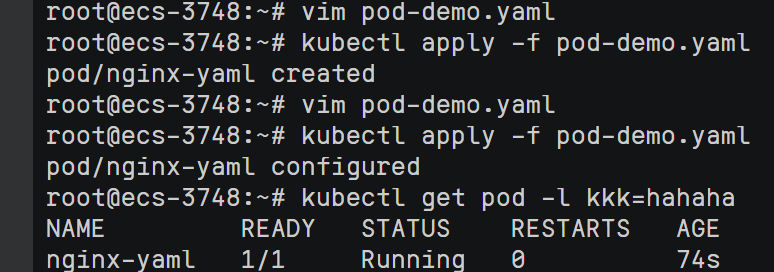 root@ecs-3748:~# vim pod-demo.yaml
root@ecs-3748:~# kubectl apply -f pod-demo.yaml
pod/nginx-yaml created
root@ecs-3748:~# vim pod-demo.yaml
root@ecs-3748:~# kubectl apply -f pod-demo.yaml
pod/nginx-yaml configured
root@ecs-3748:~# kubectl get pod -l kkk=hahaha
NAME         READY   STATUS    RESTARTS   AGE
nginx-yaml   1/1     Running   0          74s